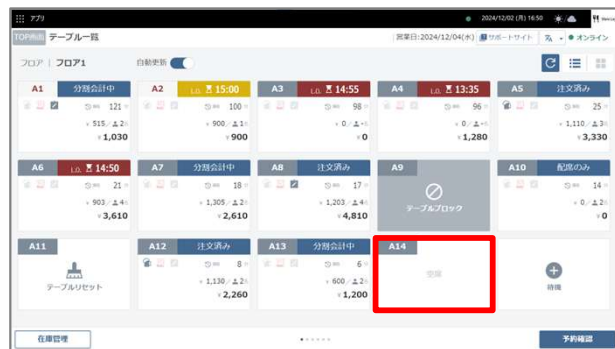 アプリ 2024/12/02 (月) 16:50
TOP画面 テーブル一覧 営業日:2024/12/04(水) サポートサイト オンライン
フロア | フロア1 自動更新
A1 分割会計中
121
¥ 515/ 2
¥ 1,030
A2 L.O. 15:00
100
¥ 900/ 1
¥ 900
A3 L.O. 14:55
98
¥ 0/
¥ 0
A4 L.O. 13:35
96
¥ 0/
¥ 1,280
A5 注文済み
25
¥ 1,110/ 3
¥ 3,330
A6 L.O. 14:50
21
¥ 903/ 4
¥ 3,610
A7 分割会計中
18
¥ 1,305/ 2
¥ 2,610
A8 注文済み
17
¥ 1,203/ 4
¥ 4,810
A9
テーブルブロック
A10 配席のみ
14
¥ 0/ 2
¥ 0
A11
テーブルリセット
A12 注文済み
8
¥ 1,130/ 2
¥ 2,260
A13 分割会計中
6
¥ 600/ 2
¥ 1,200
A14
空席
待機
在庫管理 予約確認